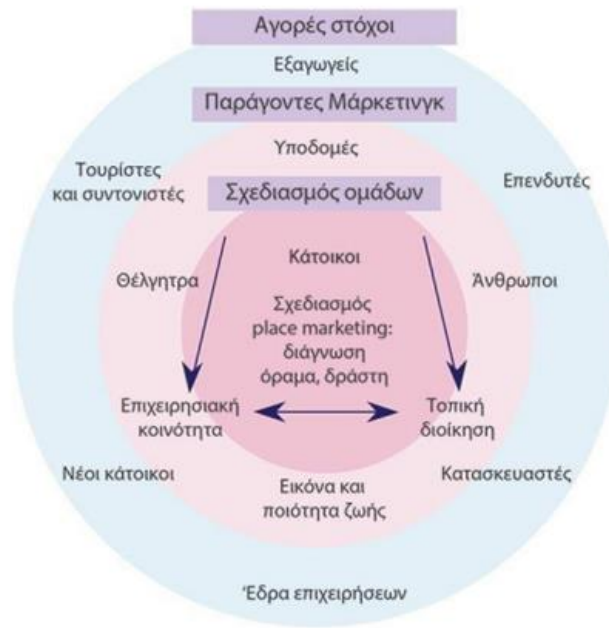 Αγορές στόχοι
Εξαγωγείς
Παράγοντες Μάρκετινγκ
Υποδομές
Τουρίστες
και συντονιστές
Επενδυτές
Σχεδιασμός ομάδων
Κάτοικοι
Θέλγητρα
Άνθρωποι
Σχεδιασμός
place marketing:
διάγνωση
όραμα, δράστη
Επιχειρησιακή
κοινότητα
Τοπική
διοίκηση
Νέοι κάτοικοι
Κατασκευαστές
Εικόνα και
ποιότητα ζωής
Έδρα επιχειρήσεων